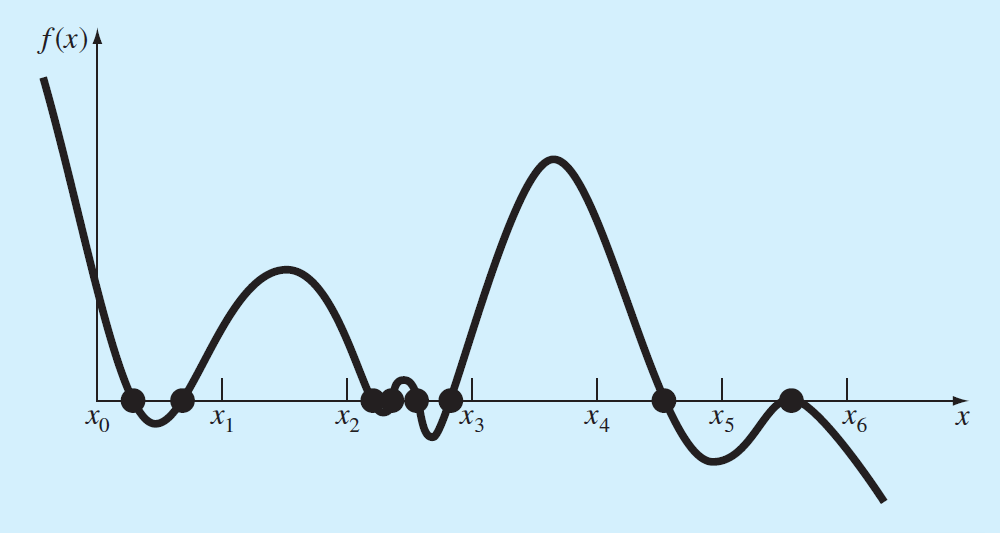 f(x)
x₀ x₁ x₂ x₃ x₄ x₅ x₆ x